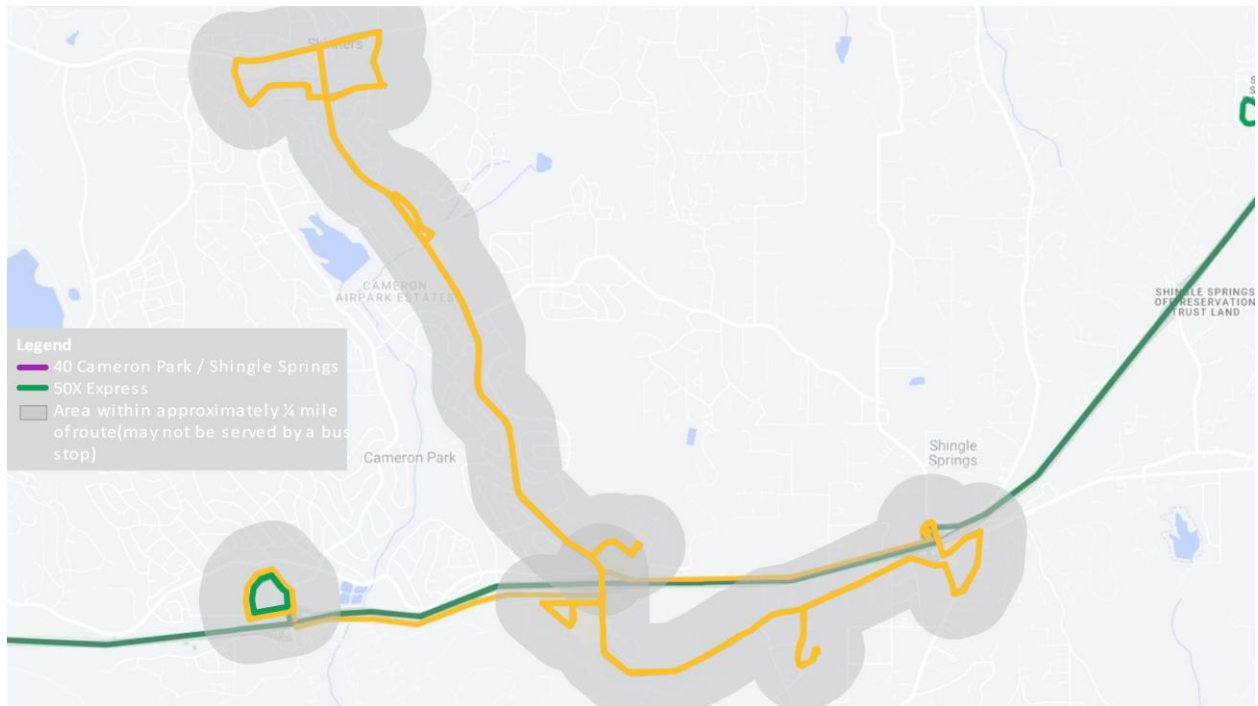 Skinners
CAMERON
AIRPARK ESTATES
SHINGLE SPRINGS
OFF RESERVATION
TRUST LAND
Legend
40 Cameron Park / Shingle Springs
50X Express
Area within approximately ¼ mile
of route(may not be served by a bus
stop)
Cameron Park
Shingle
Springs